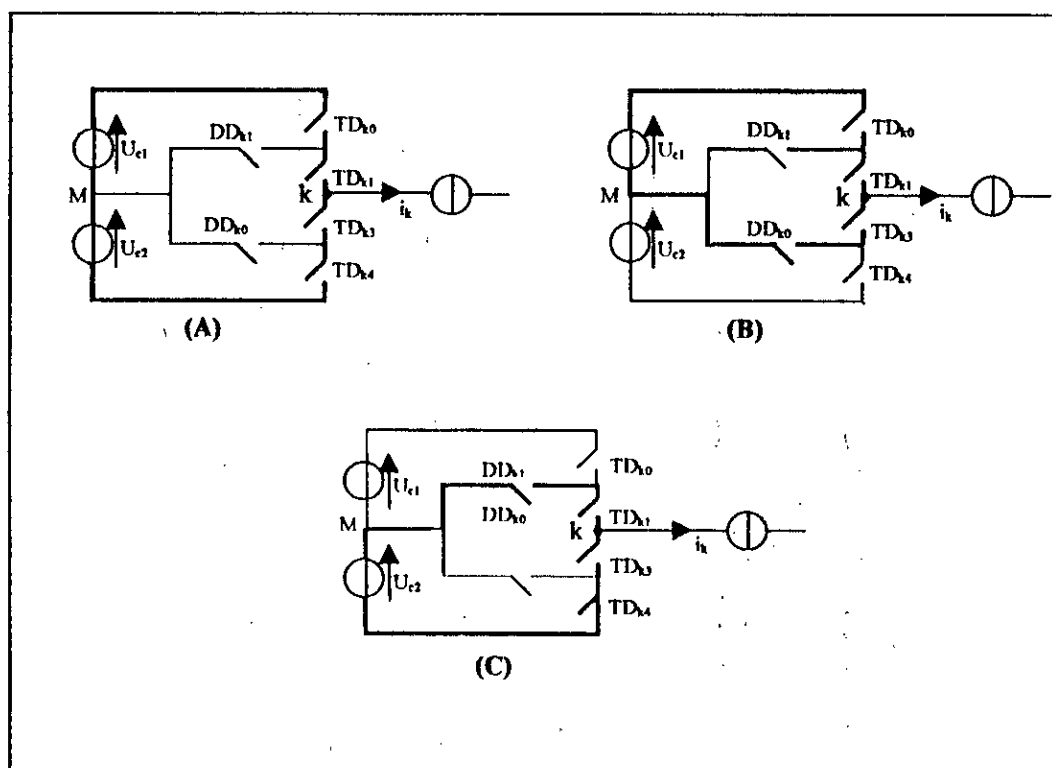 TDk0
DDk1
Uc1
M
k
TDk1
ik
DDk0
TDk3
Uc2
TDk4
(A)
TDk0
DDk1
Uc1
M
k
TDk1
ik
DDk0
TDk3
Uc2
TDk4
(B)
TDk0
DDk1
Uc1
DDk0
M
k
TDk1
ik
TDk3
Uc2
TDk4
(C)